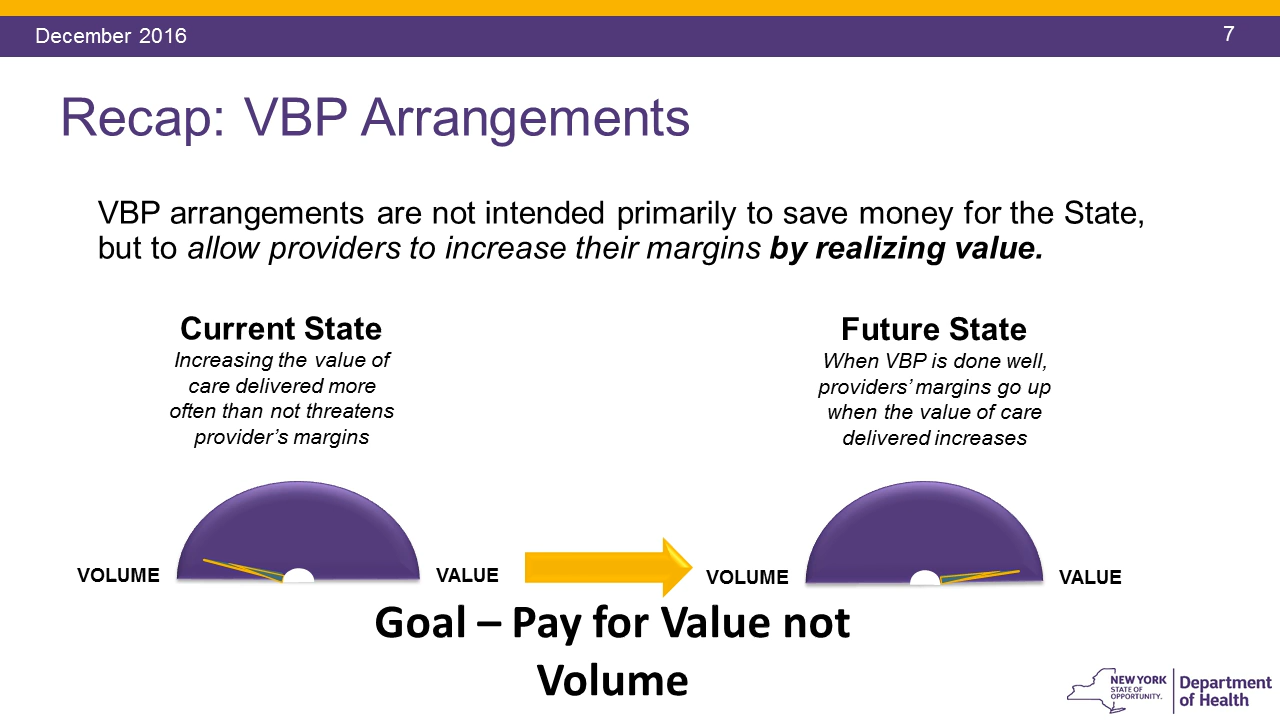 December 2016
7
Recap: VBP Arrangements
VBP arrangements are not intended primarily to save money for the State,
but to allow providers to increase their margins by realizing value.
Current State
Increasing the value of
care delivered more
often than not threatens
provider’s margins
Future State
When VBP is done well,
providers’ margins go up
when the value of care
delivered increases
VOLUME
VALUE
VOLUME
VALUE
Goal – Pay for Value not
Volume
NEW YORK
STATE OF
OPPORTUNITY.
Department
of Health